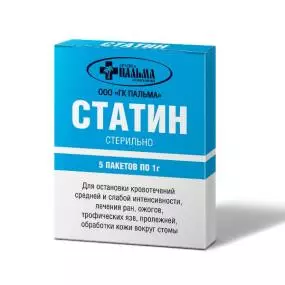 ПАЛЬМА
ООО «ГК ПАЛЬМА»
СТАТИН
СТЕРИЛЬНО
5 ПАКЕТОВ ПО 1г
Для остановки кровотечений
средней и слабой интенсивности,
лечения ран, ожогов,
трофических язв, пролежней,
обработки кожи вокруг стомы